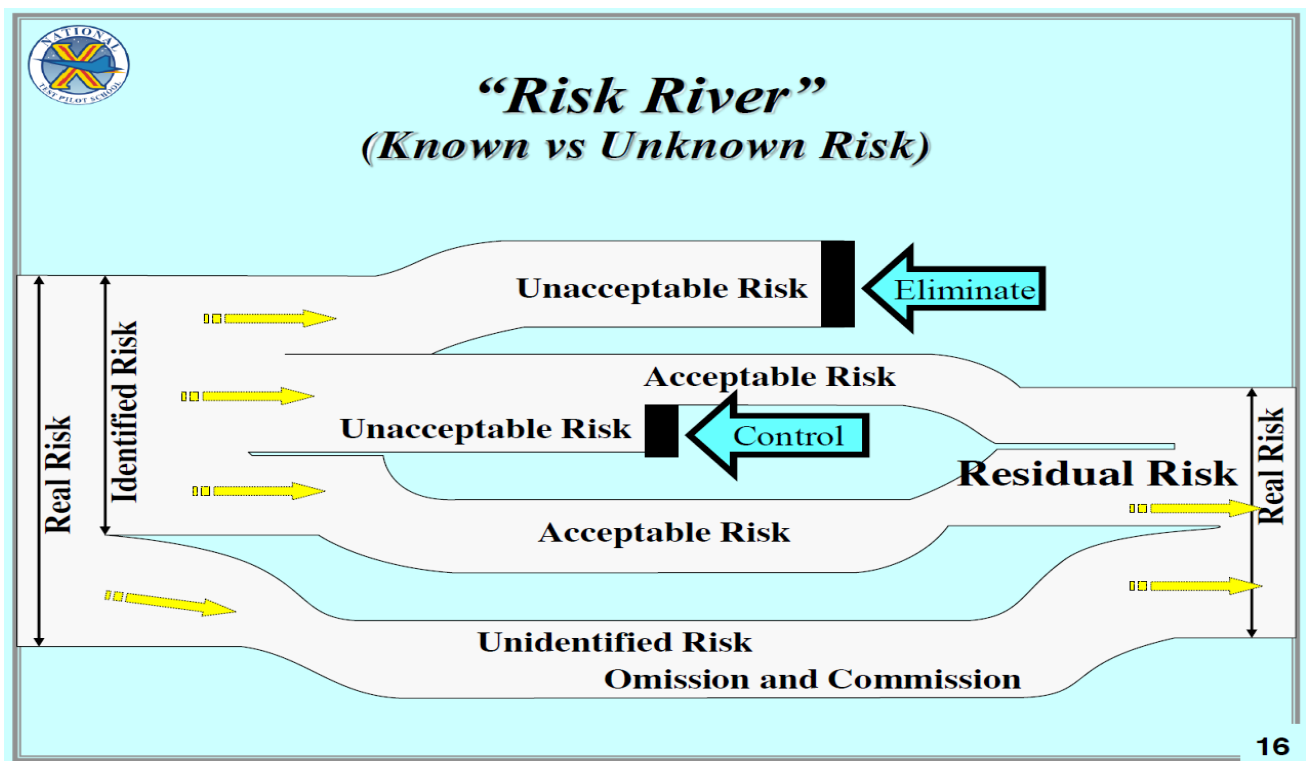 NATIONAL
X
TEST PILOT SCHOOL
“Risk River”
(Known vs Unknown Risk)
Unacceptable Risk
Eliminate
Acceptable Risk
Unacceptable Risk
Control
Real Risk
Identified Risk
Residual Risk
Real Risk
Acceptable Risk
Unidentified Risk
Omission and Commission
16